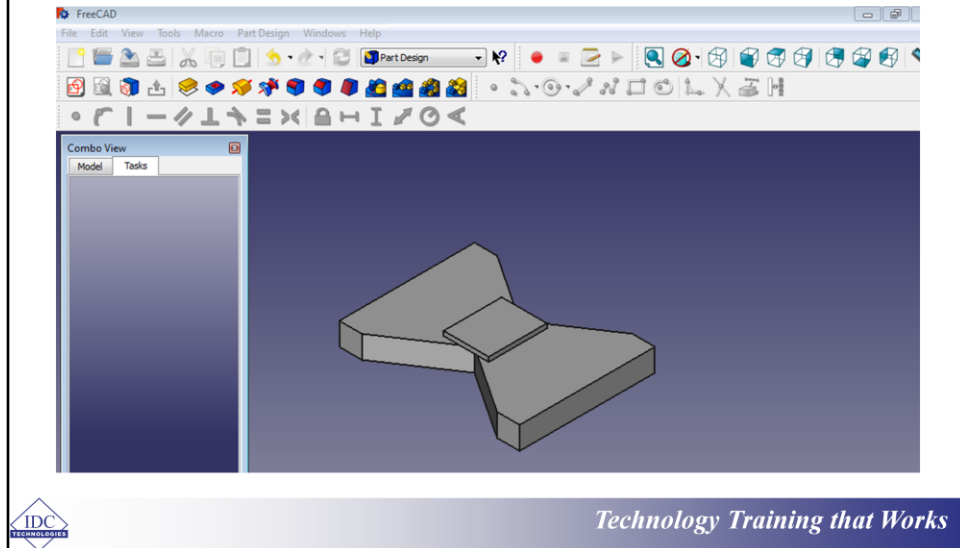 FreeCAD
File Edit View Tools Macro Part Design Windows Help
Part Design
Combo View
Model Tasks
IDC
TECHNOLOGIES
Technology Training that Works